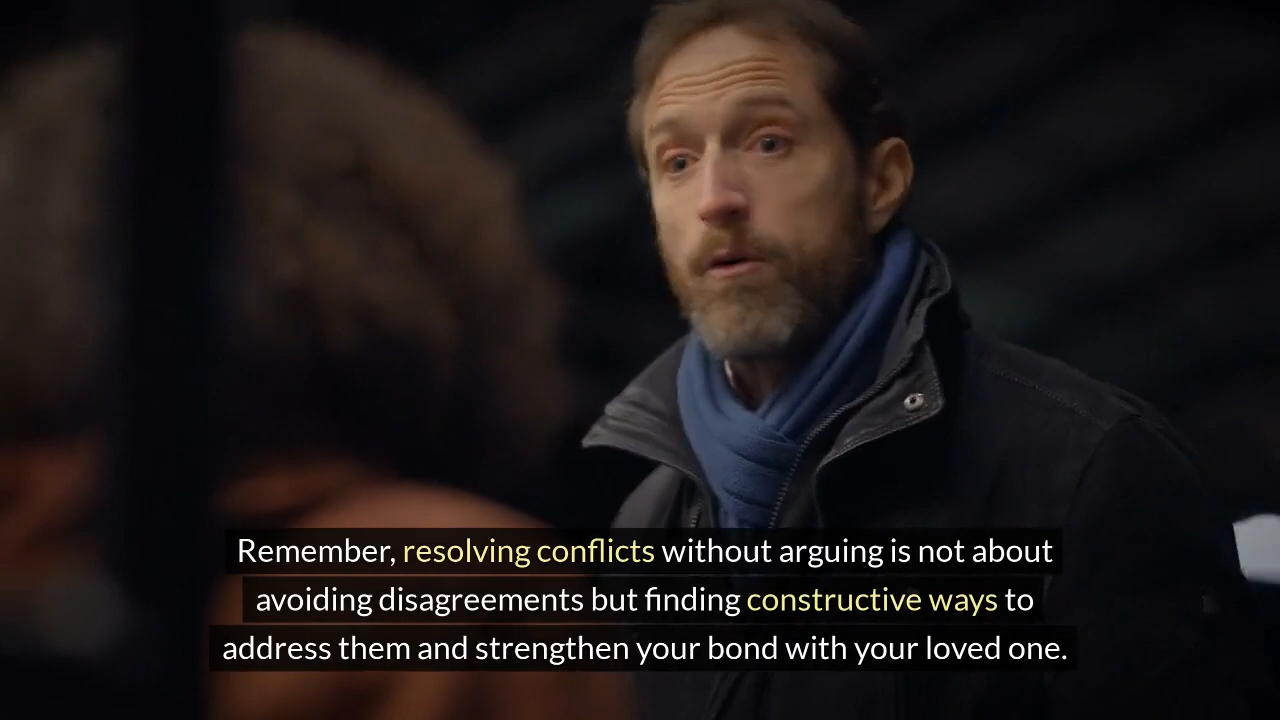 Remember, resolving conflicts without arguing is not about
avoiding disagreements but finding constructive ways to
address them and strengthen your bond with your loved one.